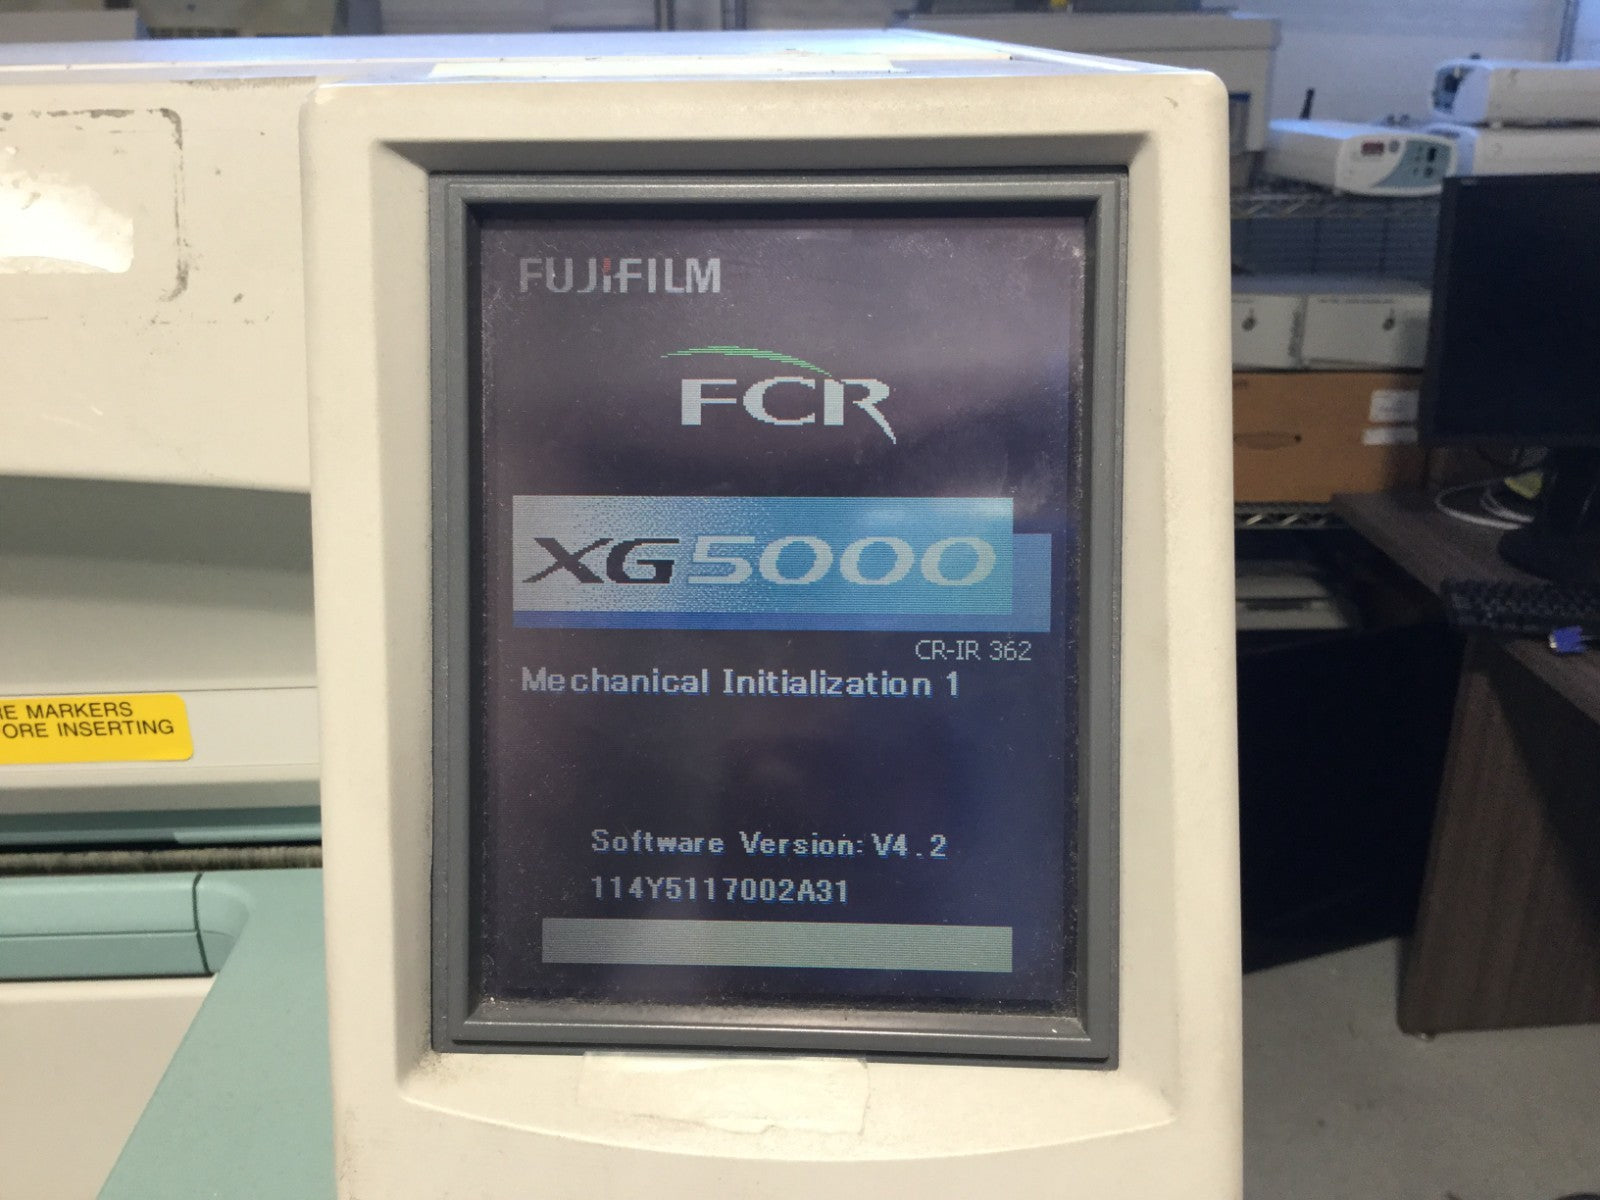 FUJIFILM
FCR
XG5000
CR-IR 362
Mechanical Initialization 1
Software Version: V4.2
114Y5117002A31
MARKERS
ORE INSERTING